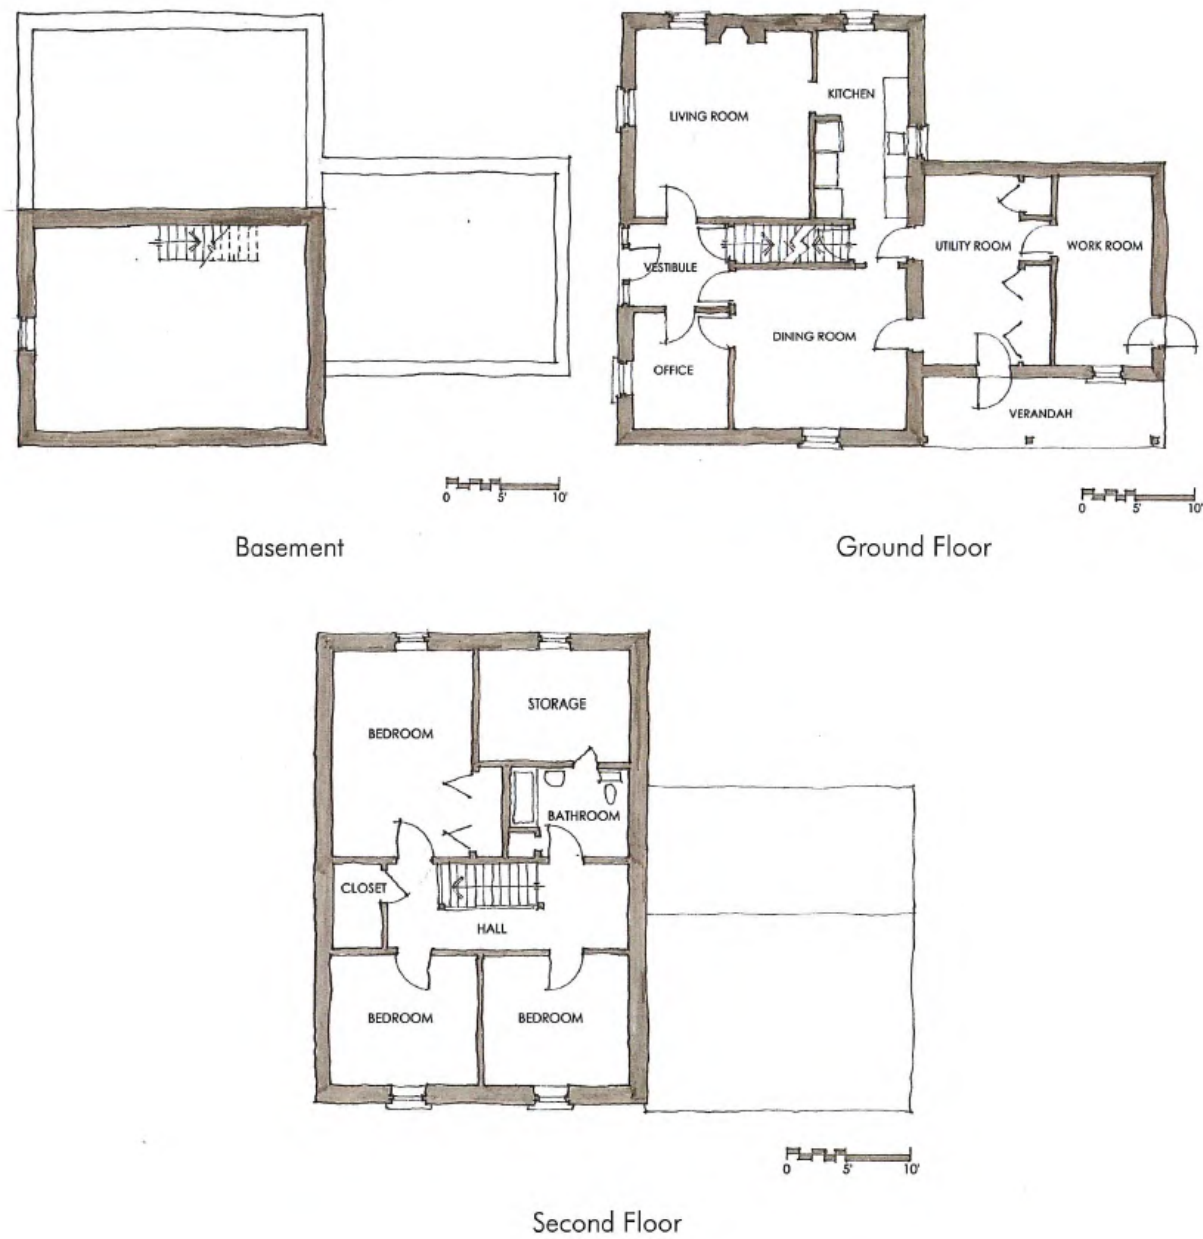 LIVING ROOM
KITCHEN
VESTIBULE
UTILITY ROOM
WORK ROOM
DINING ROOM
OFFICE
VERANDAH
0 5' 10'
Basement
0 5' 10'
Ground Floor
BEDROOM
STORAGE
BATHROOM
CLOSET
HALL
BEDROOM
BEDROOM
0 5' 10'
Second Floor